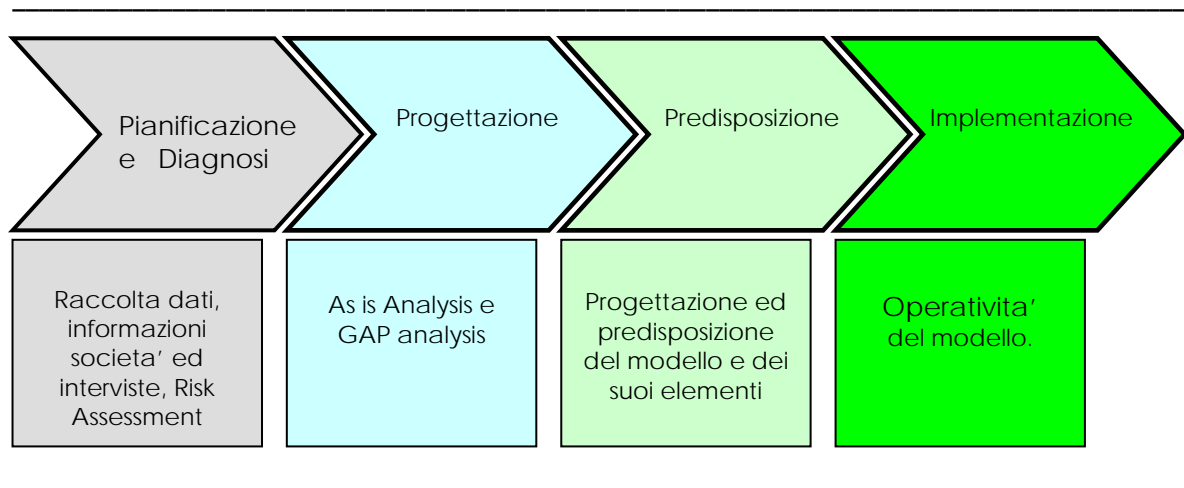 Pianificazione
e Diagnosi
Progettazione
Predisposizione
Implementazione
Raccolta dati,
informazioni
societa' ed
interviste, Risk
Assessment
As is Analysis e
GAP analysis
Progettazione ed
predisposizione
del modello e dei
suoi elementi
Operativita'
del modello.